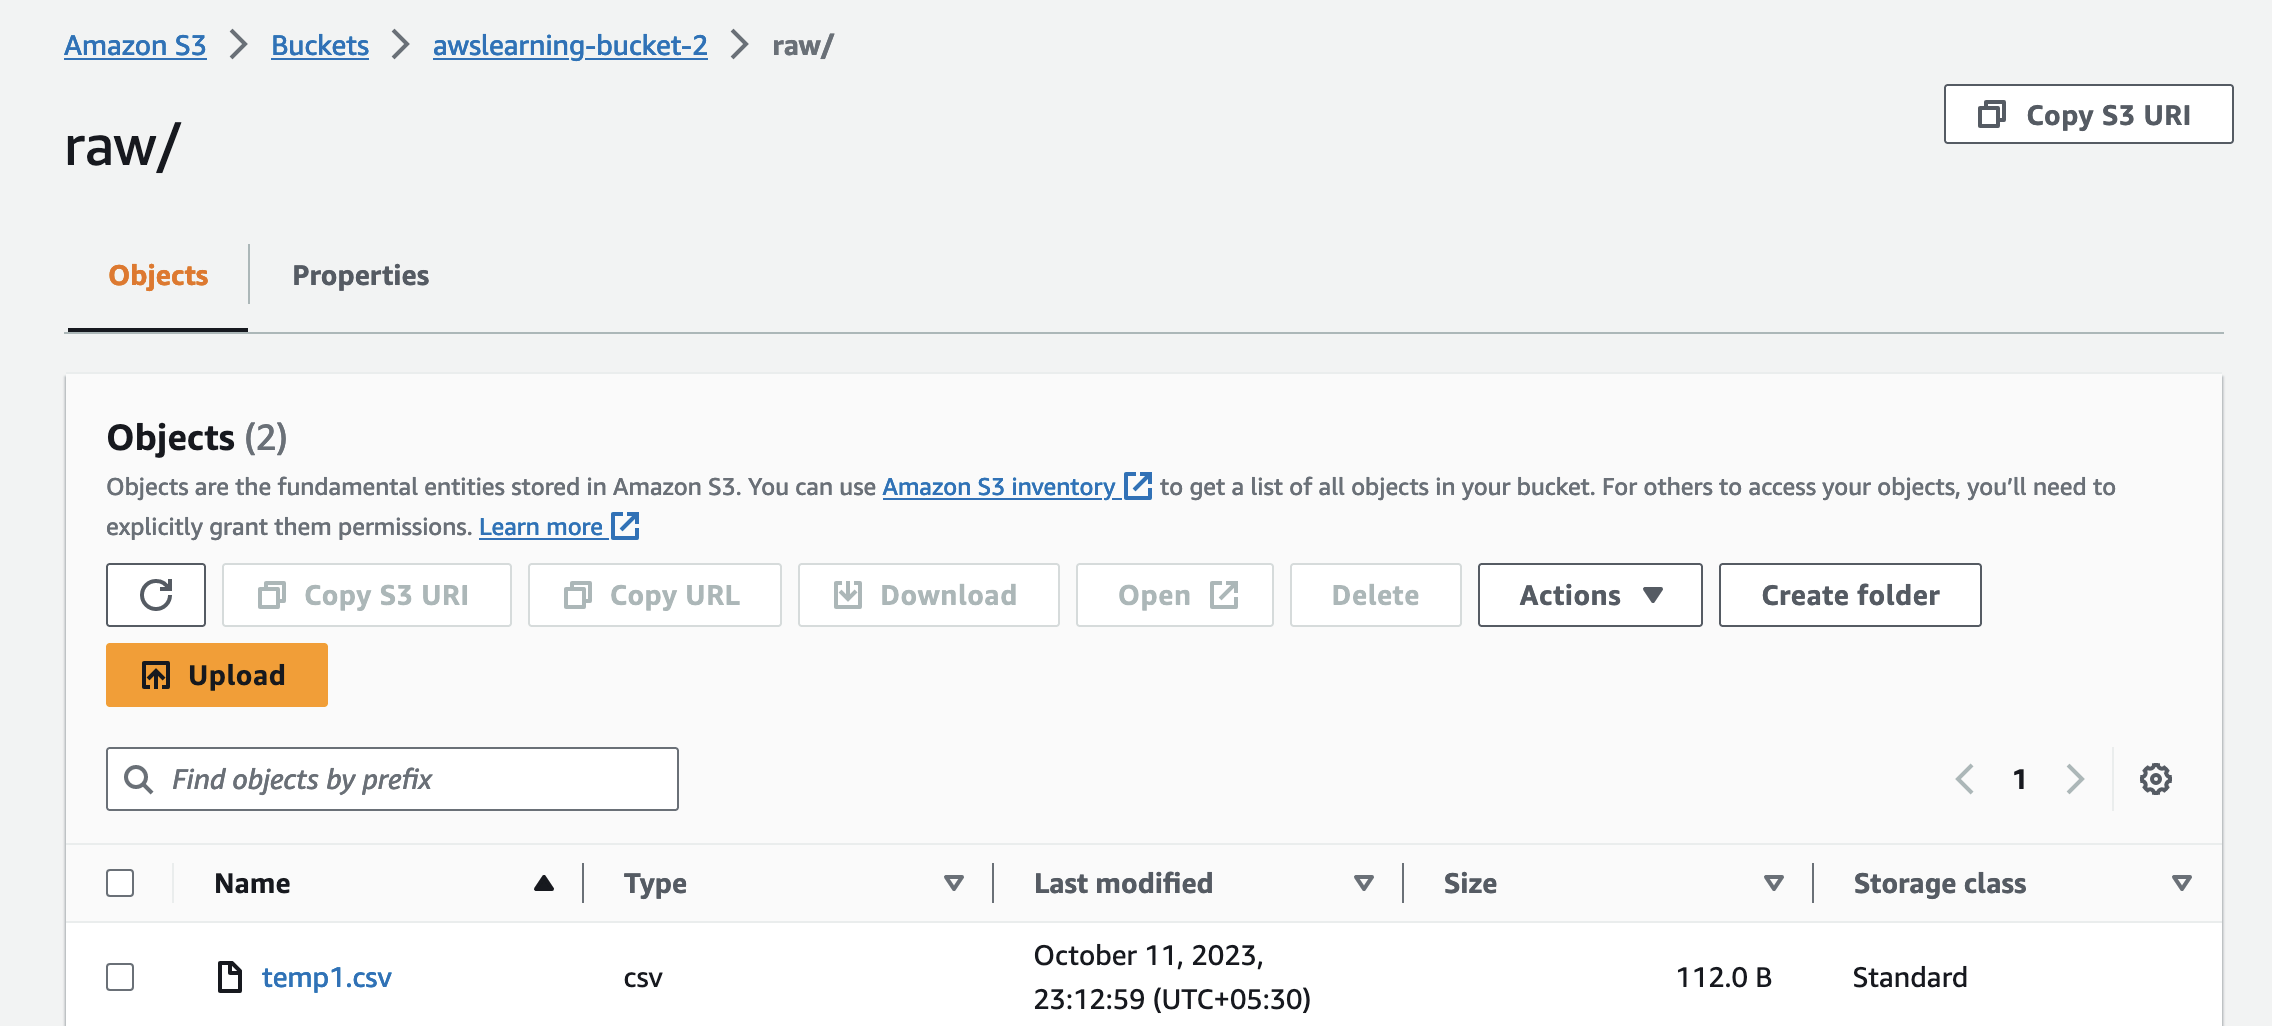 Amazon S3 > Buckets > awslearning-bucket-2 > raw/
Copy S3 URI
raw/
Objects
Properties
Objects (2)
Objects are the fundamental entities stored in Amazon S3. You can use Amazon S3 inventory to get a list of all objects in your bucket. For others to access your objects, you’ll need to
explicitly grant them permissions. Learn more
Copy S3 URI
Copy URL
Download
Open
Delete
Actions
Create folder
Upload
Find objects by prefix
1
Name
Type
Last modified
Size
Storage class
temp1.csv
csv
October 11, 2023,
23:12:59 (UTC+05:30)
112.0 B
Standard